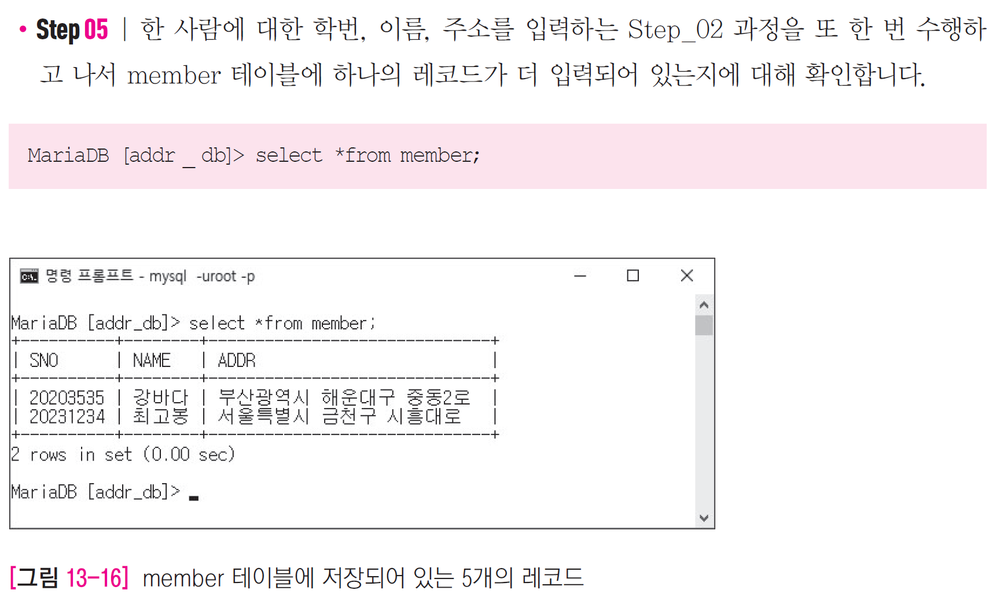 • Step 05 | 한 사람에 대한 학번, 이름, 주소를 입력하는 Step_02 과정을 또 한 번 수행하
고 나서 member 테이블에 하나의 레코드가 더 입력되어 있는지에 대해 확인합니다.
MariaDB [addr _ db]> select *from member;
명령 프롬프트 - mysql -uroot -p
MariaDB [addr_db]> select *from member;
+----------+--------+------------------------------+
| SNO      | NAME   | ADDR                         |
+----------+--------+------------------------------+
| 20203535 | 강바다 | 부산광역시 해운대구 중동2로  |
| 20231234 | 최고봉 | 서울특별시 금천구 시흥대로   |
+----------+--------+------------------------------+
2 rows in set (0.00 sec)
MariaDB [addr_db]> _
[그림 13-16] member 테이블에 저장되어 있는 5개의 레코드